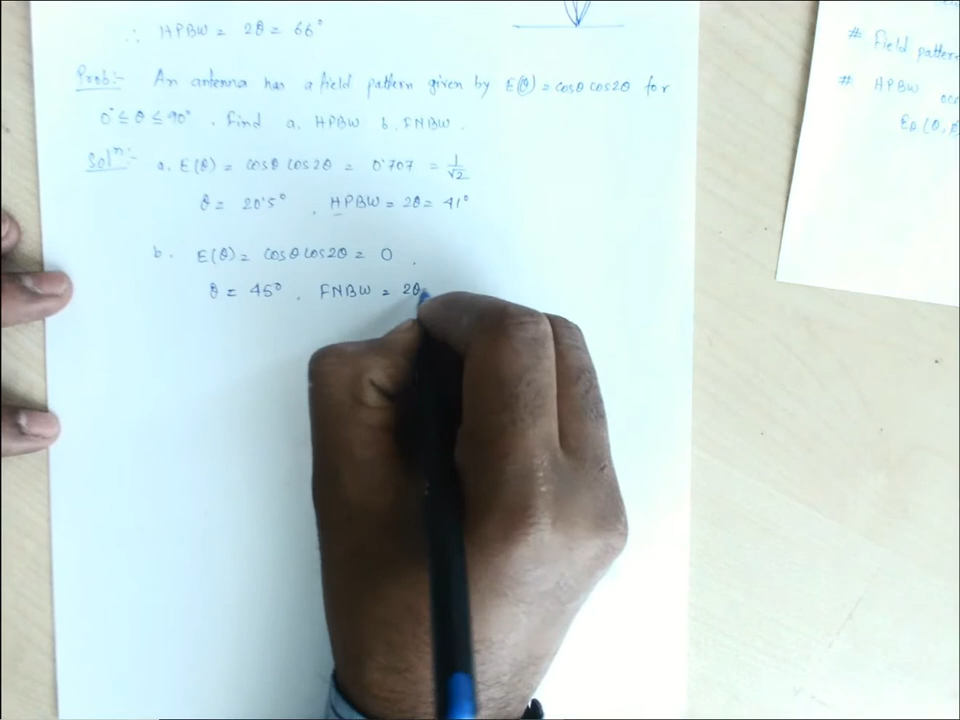 ∴ HPBW = 2θ = 66°
Prob:- An antenna has a field pattern given by E(θ) = cosθ cos2θ for
0° ≤ θ ≤ 90° . Find a. HPBW b. FNBW .
Solⁿ:- a. E(θ) = cosθ cos2θ = 0.707 = 1/√2
θ = 20.5° , HPBW = 2θ = 41°
b. E(θ) = cosθ cos2θ = 0 .
θ = 45° . FNBW = 2θ
# Field pattern
# HPBW